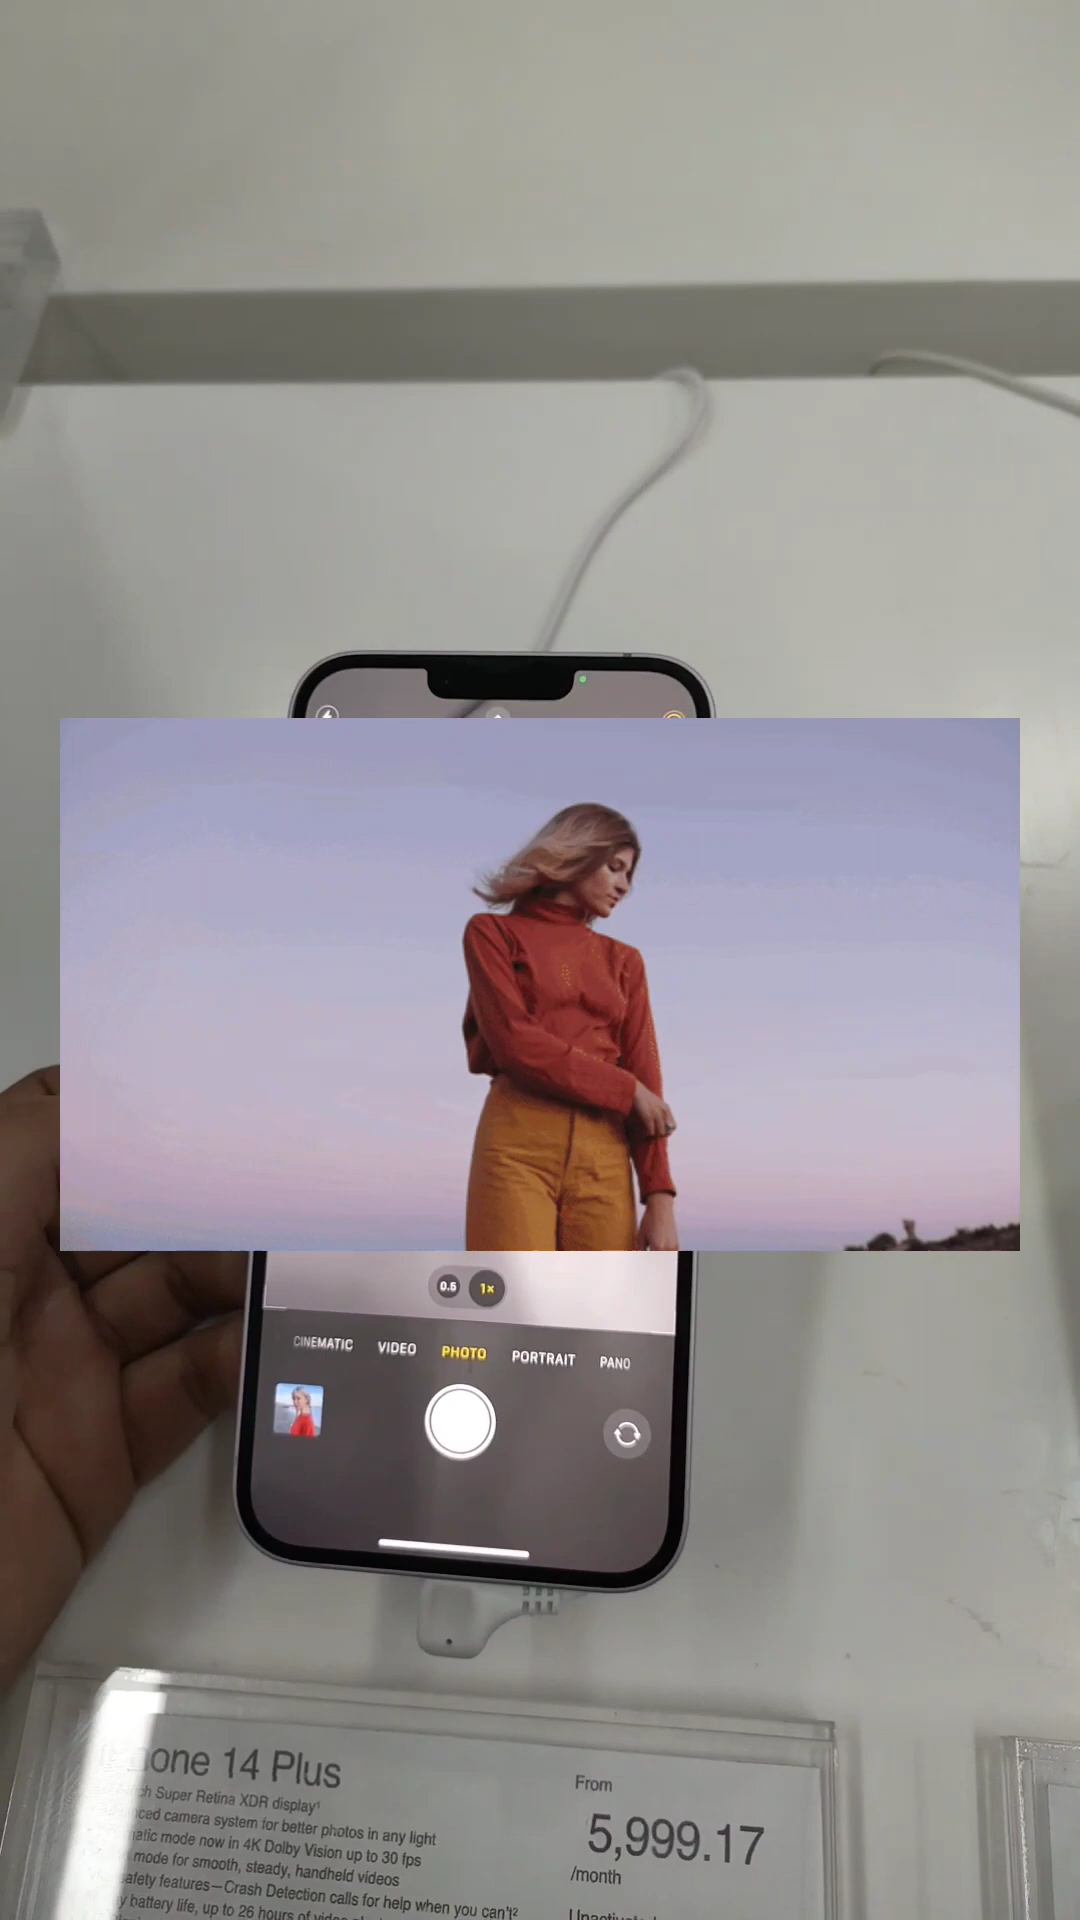 0.5 1×
CINEMATIC VIDEO PHOTO PORTRAIT PANO
14 Plus
Super Retina XDR display¹
camera system for better photos in any light
mode now in 4K Dolby Vision up to 30 fps
mode for smooth, steady, handheld videos
features—Crash Detection calls for help when you can't²
battery life, up to 26 hours of
From
5,999.17
/month